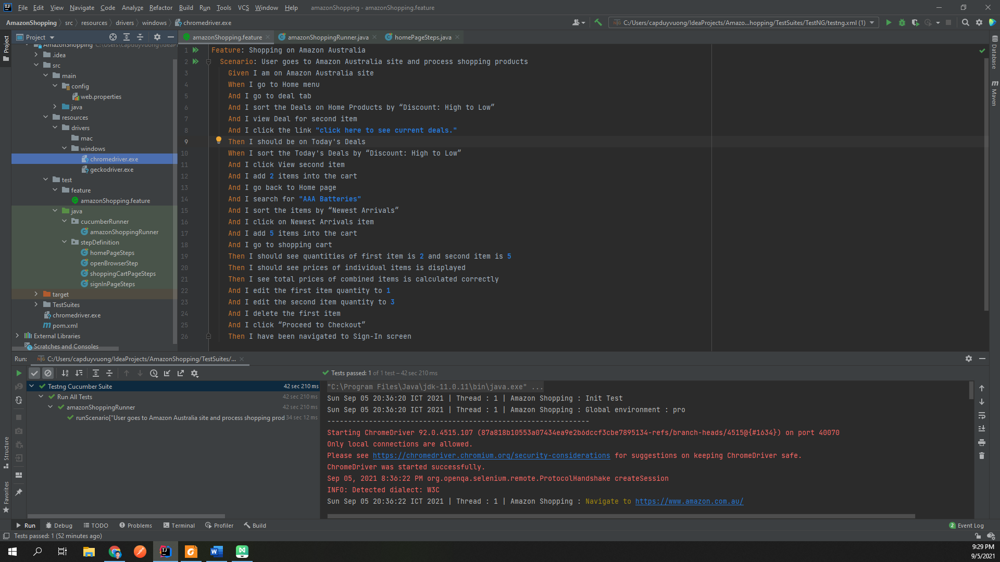 File Edit View Navigate Code Analyze Refactor Build Run Tools VCS Window Help amazonShopping - amazonShopping.feature
AmazonShopping src resources drivers windows chromedriver.exe C:/Users/capduyvuong/IdeaProjects/Amazo...hopping/TestSuites/TestNG/testng.xml (1)
Project
amazonShopping.feature amazonShoppingRunner.java homePageSteps.java
AmazonShopping C:\Users\capduyvuong\IdeaP
.idea
src
main
config
web.properties
java
resources
drivers
mac
windows
chromedriver.exe
geckodriver.exe
test
feature
amazonShopping.feature
java
cucumberRunner
amazonShoppingRunner
stepDefinition
homePageSteps
openBrowserStep
shoppingCartPageSteps
signInPageSteps
target
TestSuites
chromedriver.exe
pom.xml
External Libraries
Scratches and Consoles
1 Feature: Shopping on Amazon Australia
2 Scenario: User goes to Amazon Australia site and process shopping products
3 Given I am on Amazon Australia site
4 When I go to Home menu
5 And I go to deal tab
6 And I sort the Deals on Home Products by “Discount: High to Low”
7 And I view Deal for second item
8 And I click the link "click here to see current deals."
9 Then I should be on Today's Deals
10 When I sort the Today's Deals by “Discount: High to Low”
11 And I click View second item
12 And I add 2 items into the cart
13 And I go back to Home page
14 And I search for "AAA Batteries"
15 And I sort the items by “Newest Arrivals”
16 And I click on Newest Arrivals item
17 And I add 5 items into the cart
18 And I go to shopping cart
19 Then I should see quantities of first item is 2 and second item is 5
20 Then I should see prices of individual items is displayed
21 Then I see total prices of combined items is calculated correctly
22 And I edit the first item quantity to 1
23 And I edit the second item quantity to 3
24 And I delete the first item
25 And I click “Proceed to Checkout”
26 Then I have been navigated to Sign-In screen
Project
Structure
Favorites
Database
Maven
Run: C:/Users/capduyvuong/IdeaProjects/AmazonShopping/TestSuites/...
Tests passed: 1 of 1 test – 42 sec 210 ms
Testng Cucumber Suite 42 sec 210 ms
Run All Tests 42 sec 210 ms
amazonShoppingRunner 42 sec 210 ms
runScenario["User goes to Amazon Australia site and process shopping prod 34 sec 12 ms
"C:\Program Files\Java\jdk-11.0.11\bin\java.exe" ...
Sun Sep 05 20:36:20 ICT 2021 | Thread : 1 | Amazon Shopping : Init Test
Sun Sep 05 20:36:20 ICT 2021 | Thread : 1 | Amazon Shopping : Global environment : pro
---------------------------------------------------------------
Starting ChromeDriver 92.0.4515.107 (87a818b10553a07434ea9e2b6dccf3cbe7895134-refs/branch-heads/4515@{#1634}) on port 40070
Only local connections are allowed.
Please see https://chromedriver.chromium.org/security-considerations for suggestions on keeping ChromeDriver safe.
ChromeDriver was started successfully.
Sep 05, 2021 8:36:22 PM org.openqa.selenium.remote.ProtocolHandshake createSession
INFO: Detected dialect: W3C
Sun Sep 05 20:36:22 ICT 2021 | Thread : 1 | Amazon Shopping : Navigate to https://www.amazon.com.au/
Run Debug TODO Problems Terminal Profiler Build 2 Event Log
Tests passed: 1 (52 minutes ago)
9:29 PM
9/5/2021